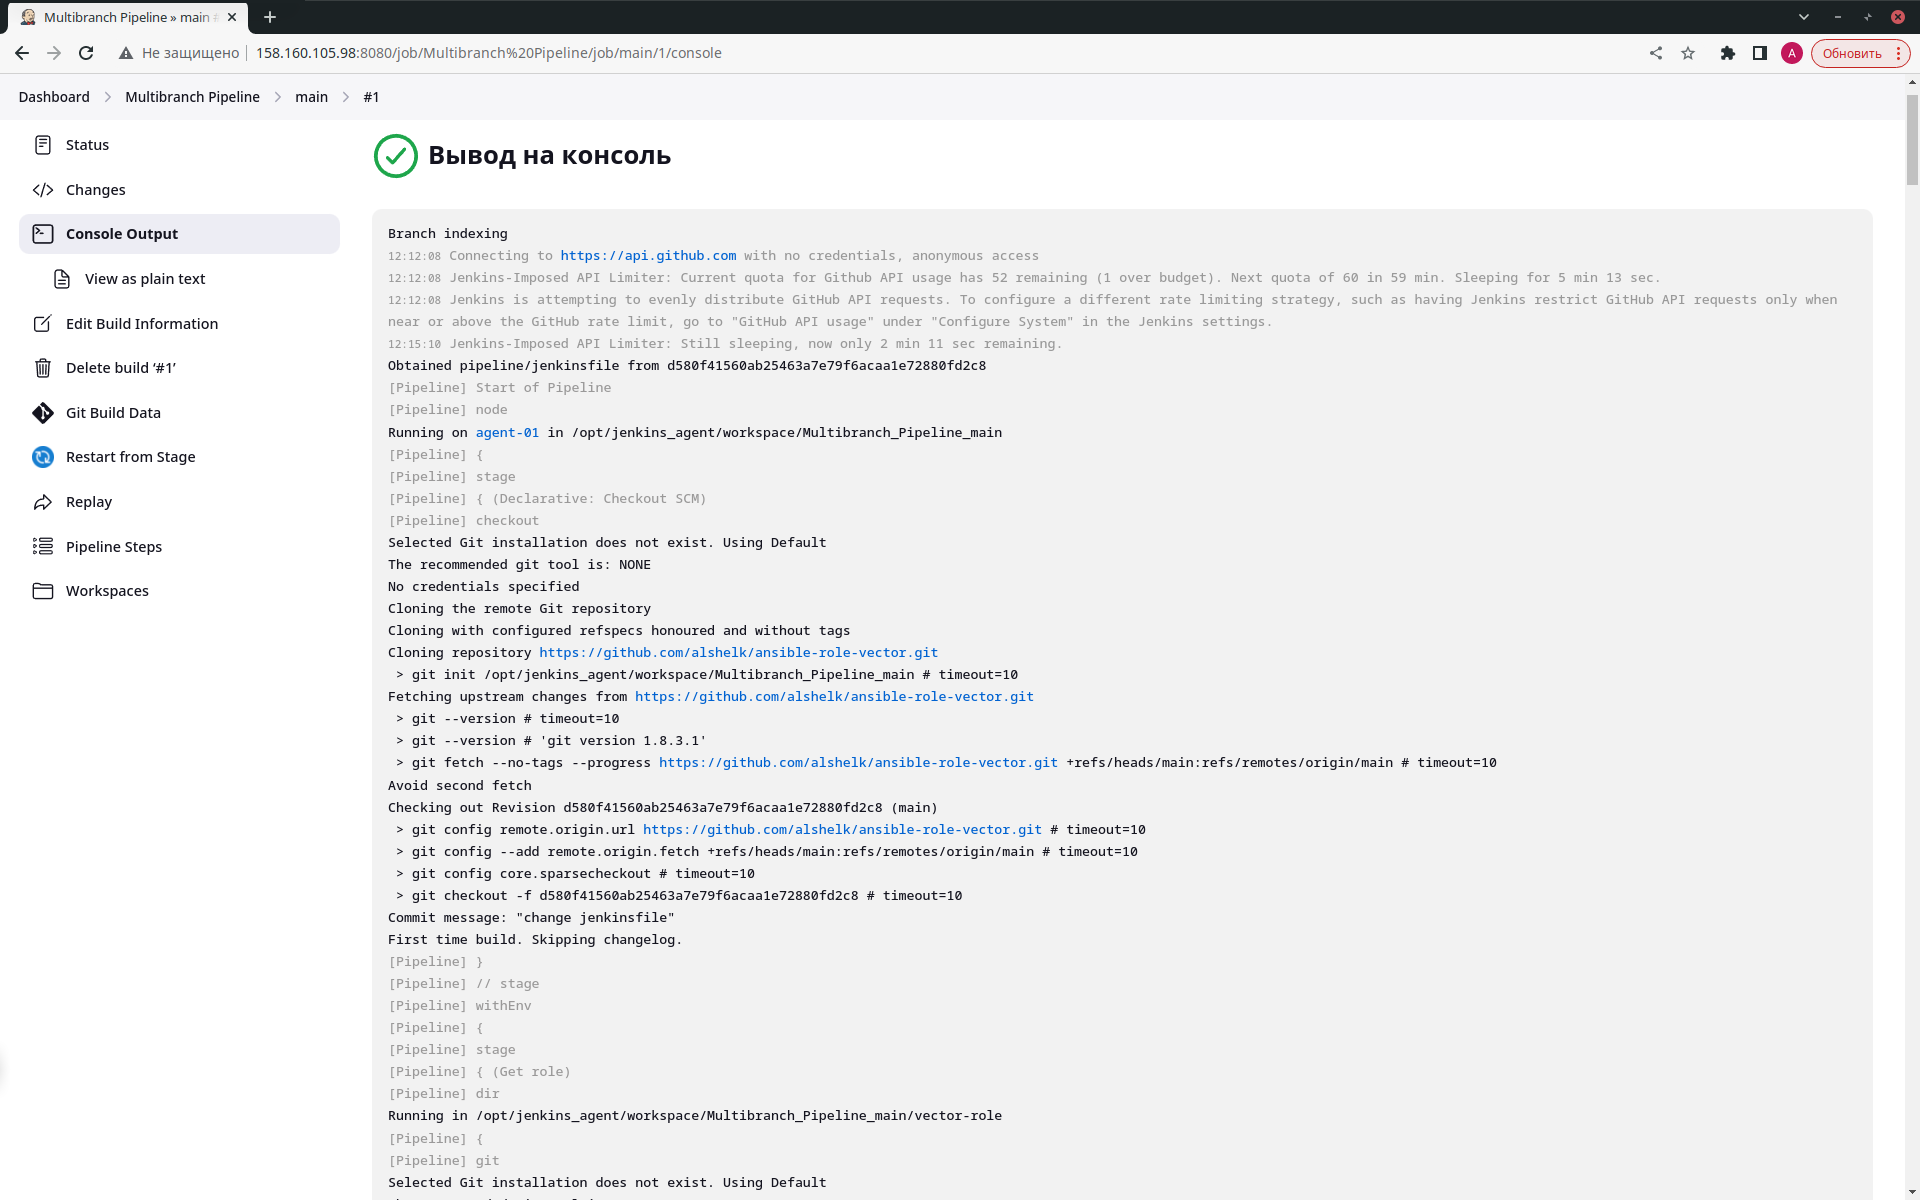 Multibranch Pipeline » main
Не защищено
158.160.105.98:8080/job/Multibranch%20Pipeline/job/main/1/console
A
Обновить
Dashboard
Multibranch Pipeline
main
#1
Status
Changes
Console Output
View as plain text
Edit Build Information
Delete build ‘#1’
Git Build Data
Restart from Stage
Replay
Pipeline Steps
Workspaces
Вывод на консоль
Branch indexing
12:12:08 Connecting to https://api.github.com with no credentials, anonymous access
12:12:08 Jenkins-Imposed API Limiter: Current quota for Github API usage has 52 remaining (1 over budget). Next quota of 60 in 59 min. Sleeping for 5 min 13 sec.
12:12:08 Jenkins is attempting to evenly distribute GitHub API requests. To configure a different rate limiting strategy, such as having Jenkins restrict GitHub API requests only when
near or above the GitHub rate limit, go to "GitHub API usage" under "Configure System" in the Jenkins settings.
12:15:10 Jenkins-Imposed API Limiter: Still sleeping, now only 2 min 11 sec remaining.
Obtained pipeline/jenkinsfile from d580f41560ab25463a7e79f6acaa1e72880fd2c8
[Pipeline] Start of Pipeline
[Pipeline] node
Running on agent-01 in /opt/jenkins_agent/workspace/Multibranch_Pipeline_main
[Pipeline] {
[Pipeline] stage
[Pipeline] { (Declarative: Checkout SCM)
[Pipeline] checkout
Selected Git installation does not exist. Using Default
The recommended git tool is: NONE
No credentials specified
Cloning the remote Git repository
Cloning with configured refspecs honoured and without tags
Cloning repository https://github.com/alshelk/ansible-role-vector.git
> git init /opt/jenkins_agent/workspace/Multibranch_Pipeline_main # timeout=10
Fetching upstream changes from https://github.com/alshelk/ansible-role-vector.git
> git --version # timeout=10
> git --version # 'git version 1.8.3.1'
> git fetch --no-tags --progress https://github.com/alshelk/ansible-role-vector.git +refs/heads/main:refs/remotes/origin/main # timeout=10
Avoid second fetch
Checking out Revision d580f41560ab25463a7e79f6acaa1e72880fd2c8 (main)
> git config remote.origin.url https://github.com/alshelk/ansible-role-vector.git # timeout=10
> git config --add remote.origin.fetch +refs/heads/main:refs/remotes/origin/main # timeout=10
> git config core.sparsecheckout # timeout=10
> git checkout -f d580f41560ab25463a7e79f6acaa1e72880fd2c8 # timeout=10
Commit message: "change jenkinsfile"
First time build. Skipping changelog.
[Pipeline] }
[Pipeline] // stage
[Pipeline] withEnv
[Pipeline] {
[Pipeline] stage
[Pipeline] { (Get role)
[Pipeline] dir
Running in /opt/jenkins_agent/workspace/Multibranch_Pipeline_main/vector-role
[Pipeline] {
[Pipeline] git
Selected Git installation does not exist. Using Default